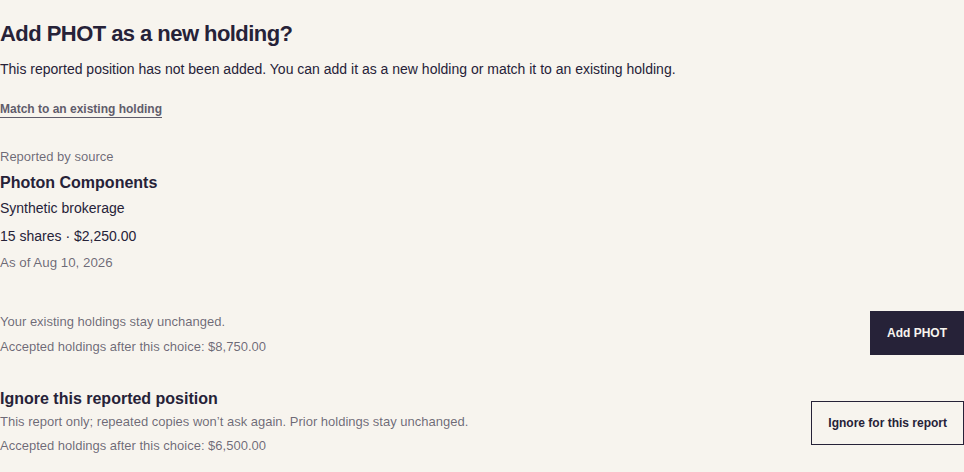 Add PHOT as a new holding?
This reported position has not been added. You can add it as a new holding or match it to an existing holding.
Match to an existing holding
Reported by source
Photon Components
Synthetic brokerage
15 shares · $2,250.00
As of Aug 10, 2026
Your existing holdings stay unchanged.
Accepted holdings after this choice: $8,750.00
Add PHOT
Ignore this reported position
This report only; repeated copies won’t ask again. Prior holdings stay unchanged.
Accepted holdings after this choice: $6,500.00
Ignore for this report